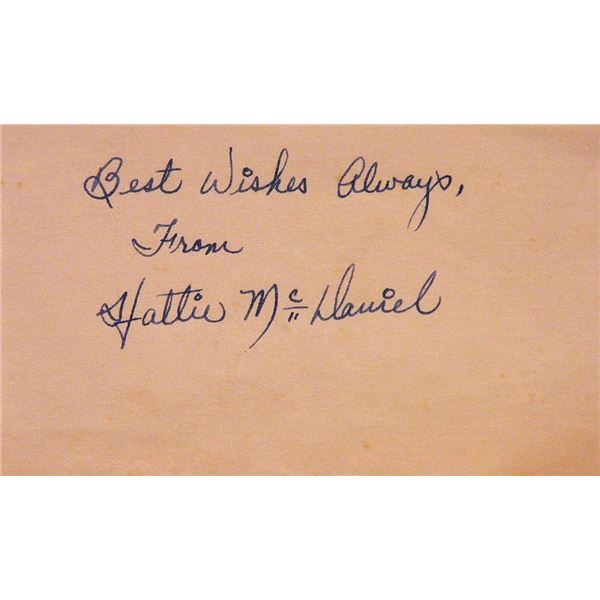 Best Wishes Always,
From
Hattie McDaniel